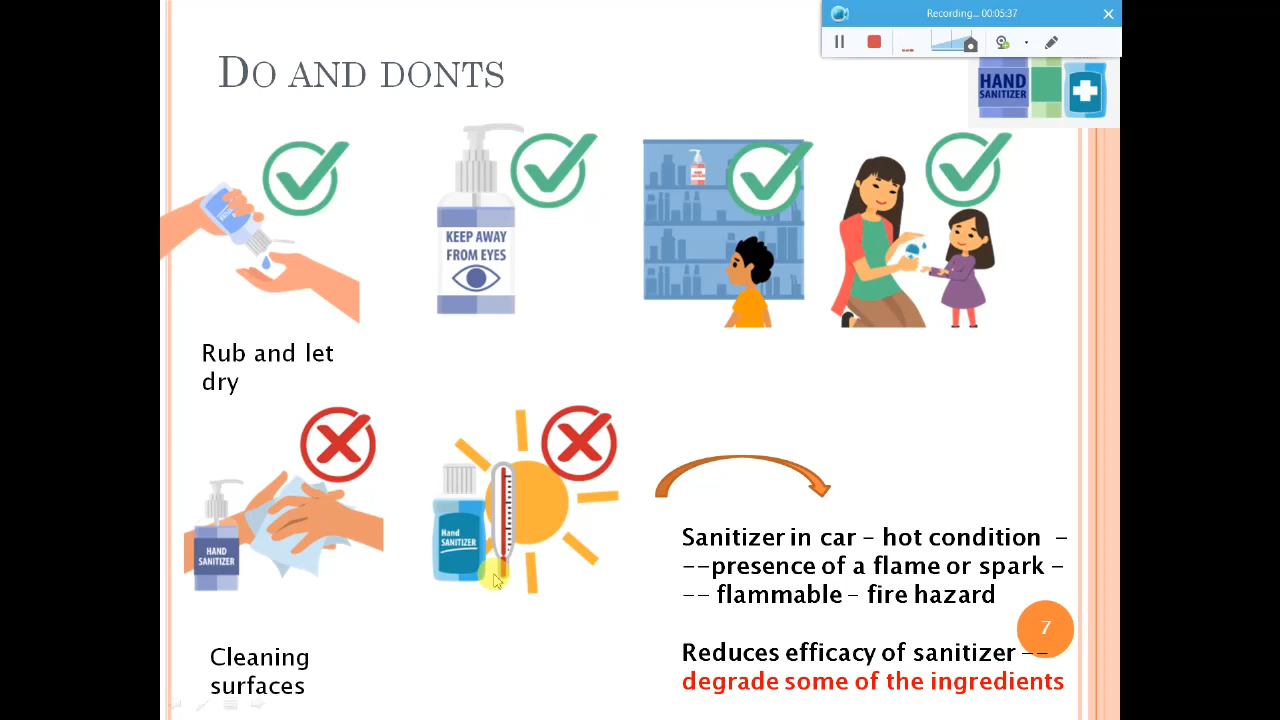 Recording... 00:05:37
DO AND DONTS
HAND
SANITIZER
KEEP AWAY
FROM EYES
Rub and let
dry
HAND
SANITIZER
Hand
SANITIZER
Sanitizer in car – hot condition –
--presence of a flame or spark –
-- flammable – fire hazard
7
Reduces efficacy of sanitizer --
degrade some of the ingredients
Cleaning
surfaces